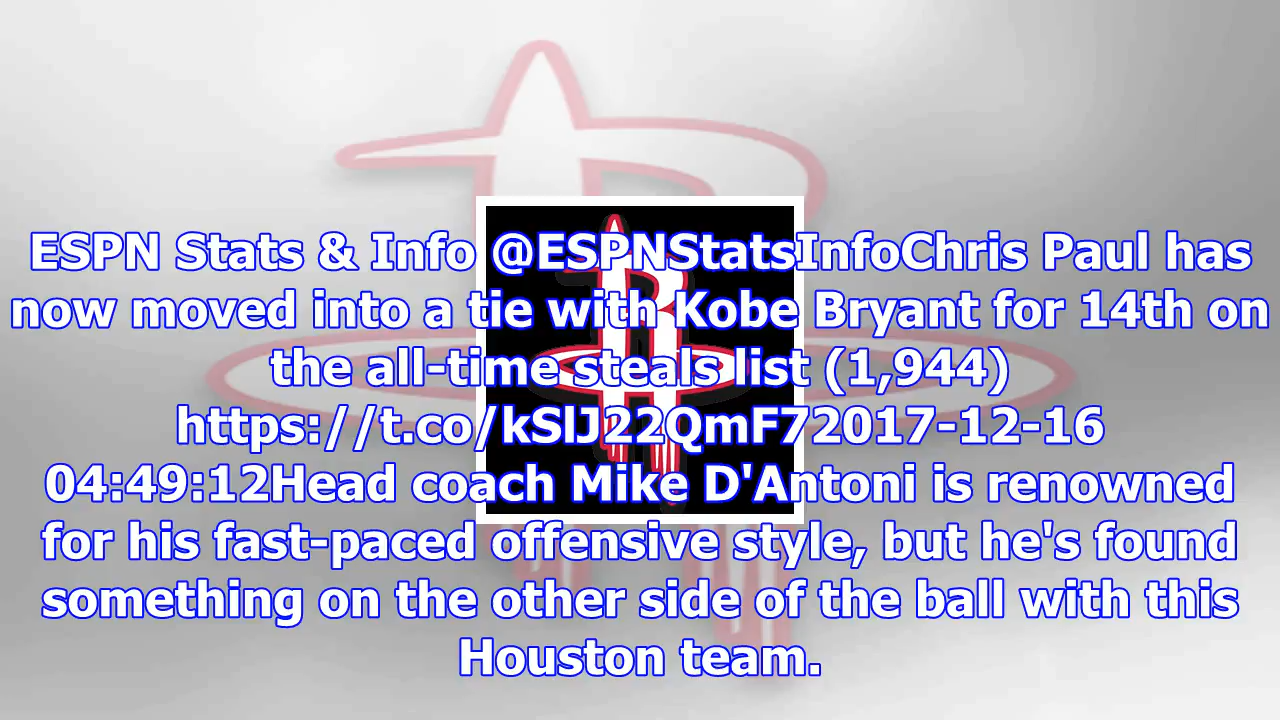 ESPN Stats & Info @ESPNStatsInfoChris Paul has
now moved into a tie with Kobe Bryant for 14th on
the all-time steals list (1,944)
https://t.co/kSlJ22QmF72017-12-16
04:49:12Head coach Mike D'Antoni is renowned
for his fast-paced offensive style, but he's found
something on the other side of the ball with this
Houston team.